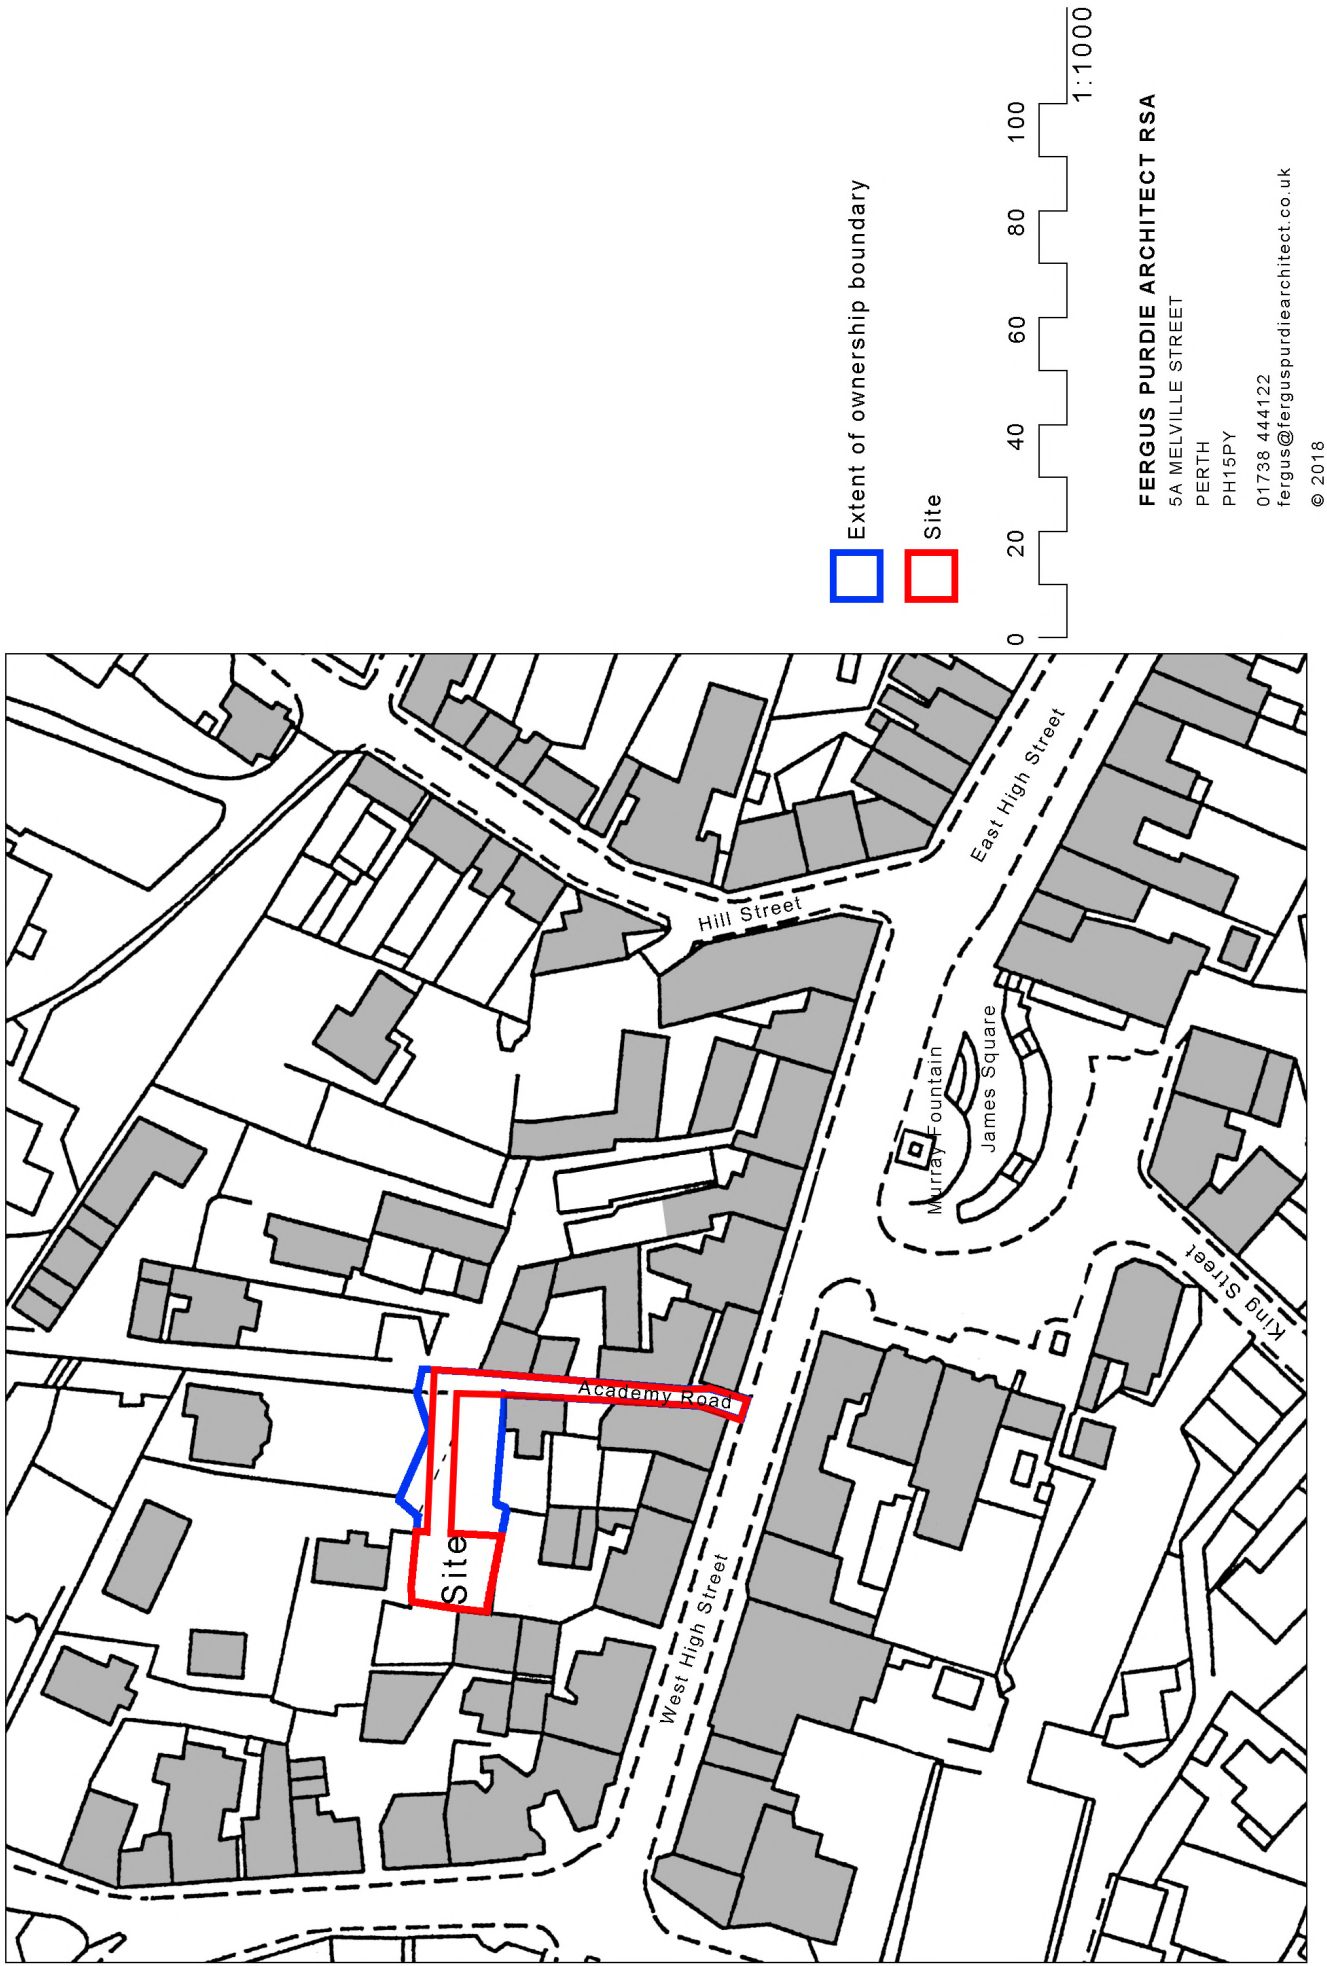 Hill Street
East High Street
Murray Fountain
James Square
King Street
Academy Road
Site
West High Street
Extent of ownership boundary
Site
0 20 40 60 80 100
1:1000
FERGUS PURDIE ARCHITECT RSA
5A MELVILLE STREET
PERTH
PH15PY
01738 444122
fergus@ferguspurdiearchitect.co.uk
© 2018